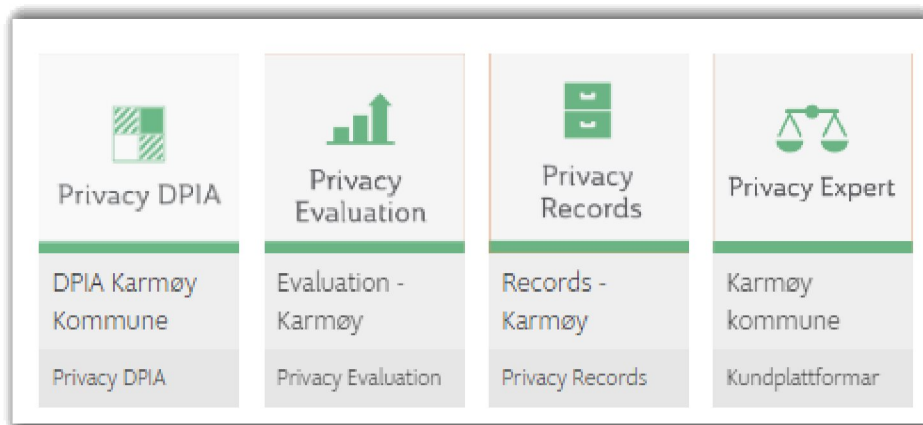 Privacy DPIA
DPIA Karmøy
Kommune
Privacy DPIA
Privacy
Evaluation
Evaluation -
Karmøy
Privacy Evaluation
Privacy
Records
Records -
Karmøy
Privacy Records
Privacy Expert
Karmøy
kommune
Kundplattformar